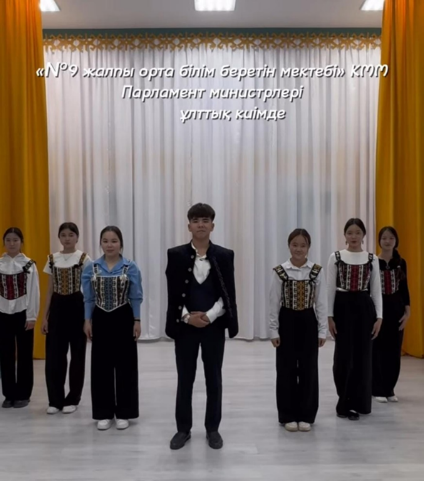 «№9 жалпы орта білім беретін мектебі» КММ
Парламент министрлері
ұлттық киімде